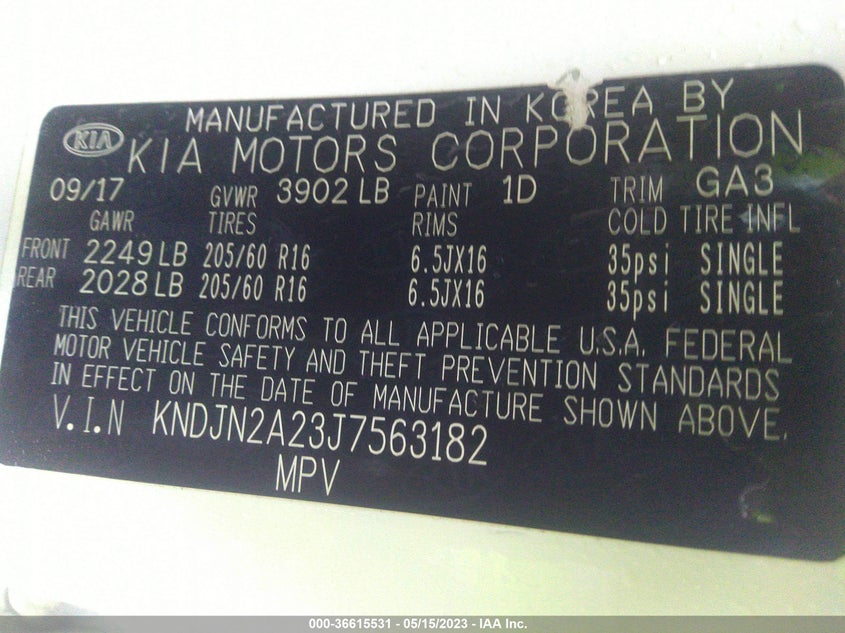 MANUFACTURED IN KOREA BY
KIA KIA MOTORS CORPORATION
09/17 GVWR 3902 LB PAINT 1D TRIM GA3
GAWR TIRES RIMS COLD TIRE INFL
FRONT 2249 LB 205/60 R16 6.5JX16 35psi SINGLE
REAR 2028 LB 205/60 R16 6.5JX16 35psi SINGLE
THIS VEHICLE CONFORMS TO ALL APPLICABLE U.S.A. FEDERAL
MOTOR VEHICLE SAFETY AND THEFT PREVENTION STANDARDS
IN EFFECT ON THE DATE OF MANUFACTURE SHOWN ABOVE.
V.I.N KNDJN2A23J7563182
MPV
000-36615531 - 05/15/2023 - IAA Inc.